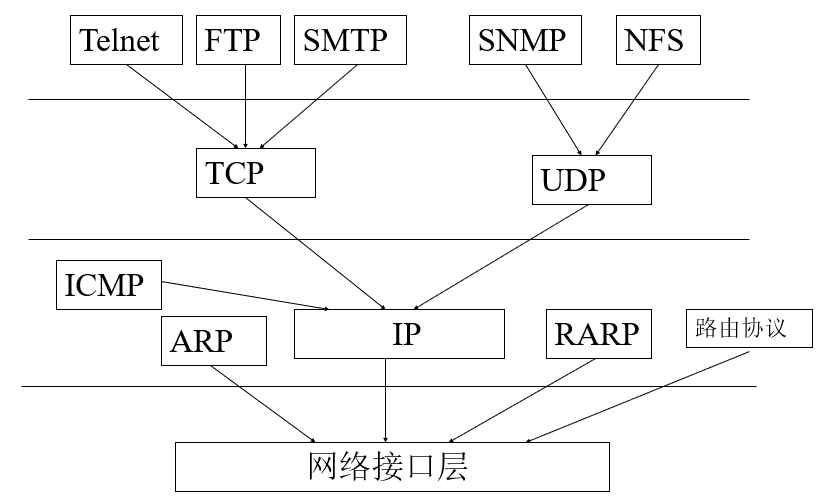 Telnet
FTP
SMTP
SNMP
NFS
TCP
UDP
ICMP
ARP
IP
RARP
路由协议
网络接口层